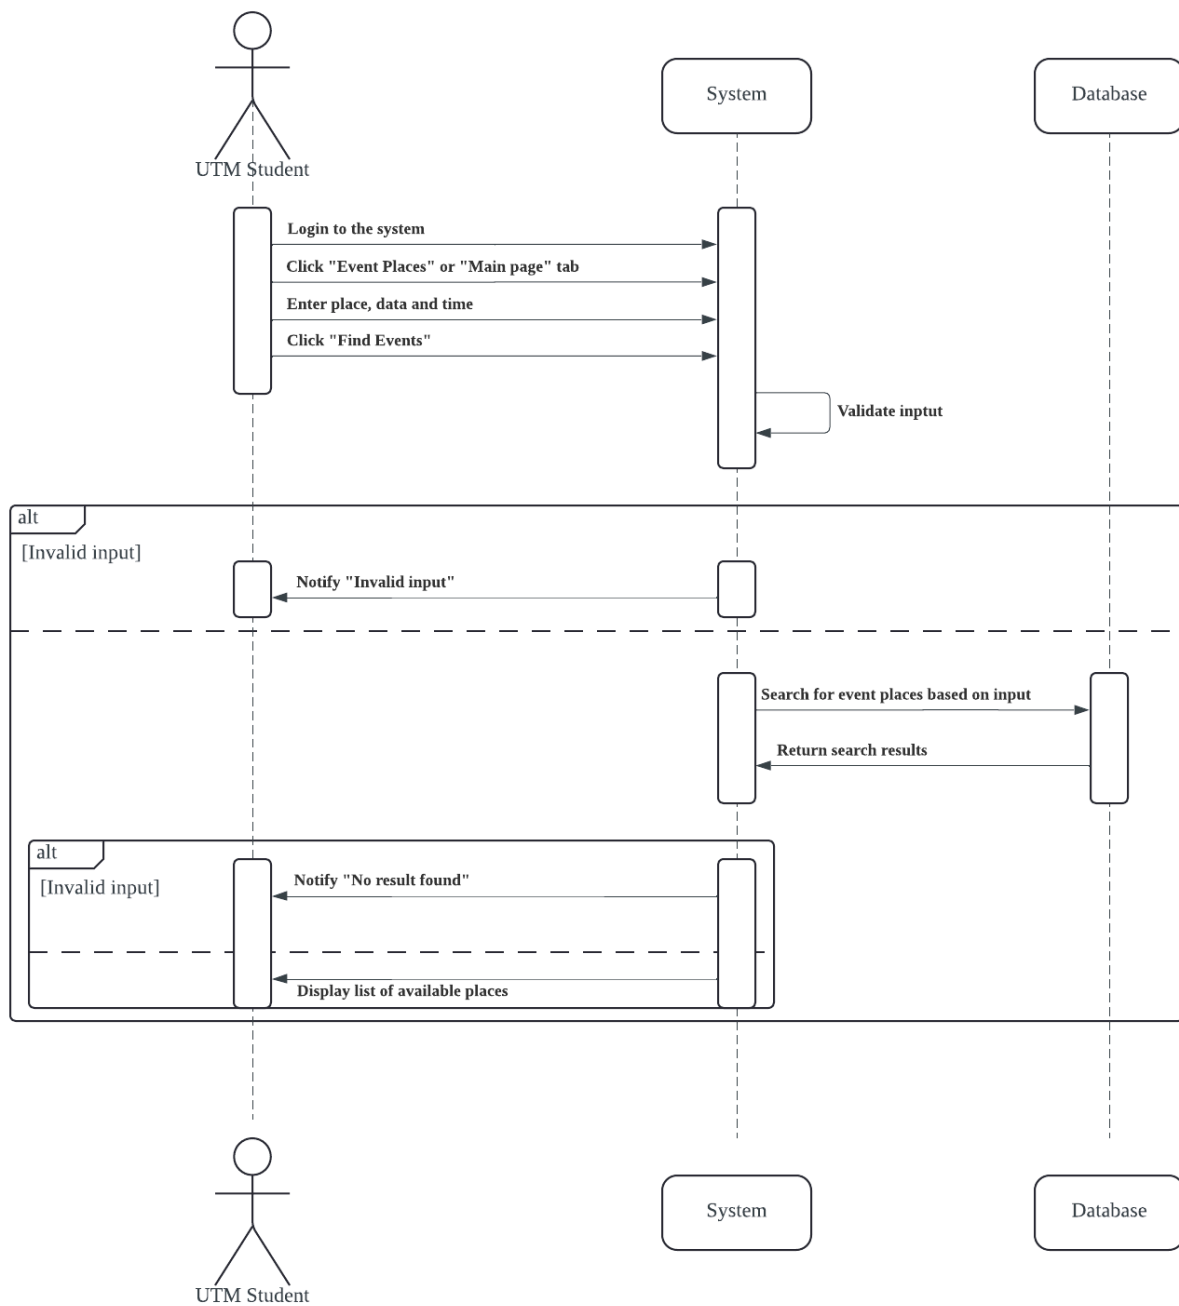 UTM Student
System
Database
Login to the system
Click "Event Places" or "Main page" tab
Enter place, data and time
Click "Find Events"
Validate inptut
alt
[Invalid input]
Notify "Invalid input"
Search for event places based on input
Return search results
alt
[Invalid input]
Notify "No result found"
Display list of available places
UTM Student
System
Database